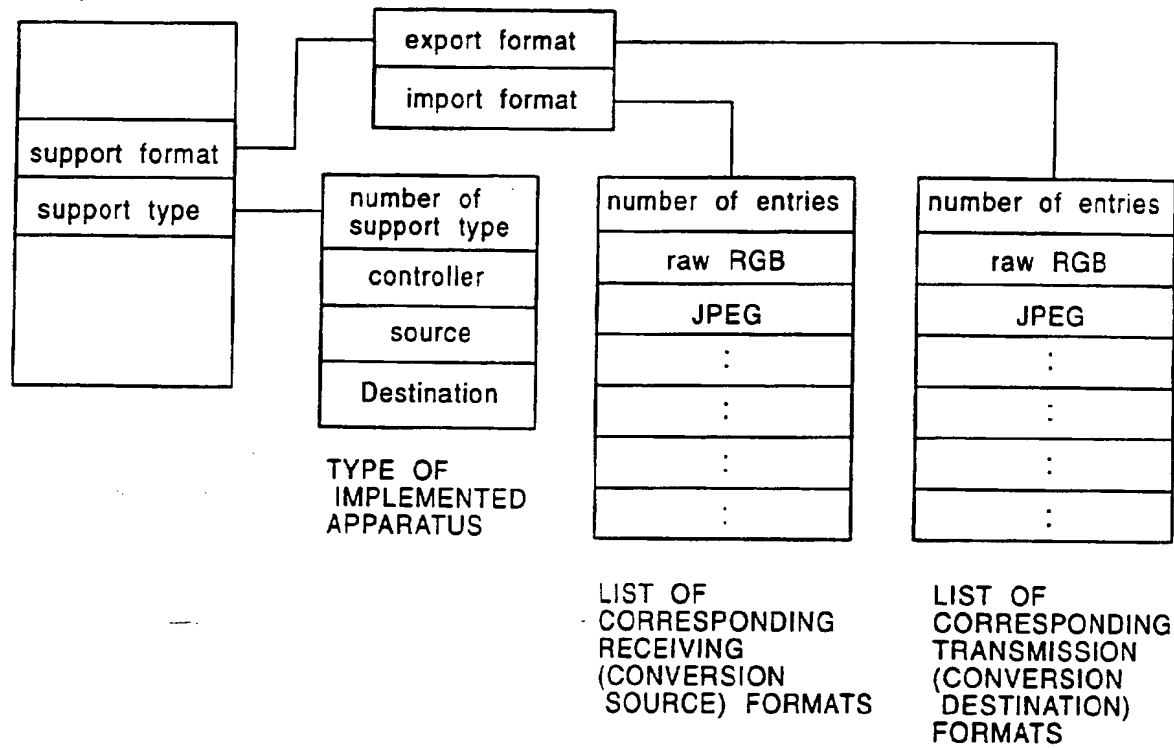 export format
import format
support format
support type
number of
support type
controller
source
Destination
TYPE OF
IMPLEMENTED
APPARATUS
number of entries
raw RGB
JPEG
:
:
:
:
LIST OF
CORRESPONDING
RECEIVING
(CONVERSION
SOURCE) FORMATS
number of entries
raw RGB
JPEG
:
:
:
:
LIST OF
CORRESPONDING
TRANSMISSION
(CONVERSION
DESTINATION)
FORMATS